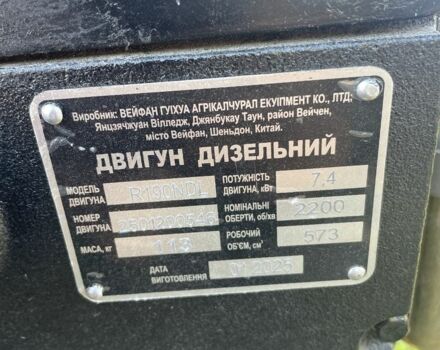 Виробник: ВЕЙФАН ГУІХУА АГРІКАЛЧУРАЛ ЕКУІПМЕНТ КО., ЛТД;
Янцзячжуан Вілледж, Джянбукау Таун, район Вейчен,
місто Вейфан, Шеньдон, Китай.
ДВИГУН ДИЗЕЛЬНИЙ
МОДЕЛЬ ДВИГУНА R190NDL
ПОТУЖНІСТЬ ДВИГУНА, кВт 7,4
НОМЕР ДВИГУНА
НОМІНАЛЬНІ ОБЕРТИ, об/хв 2200
МАСА, кг 113
РОБОЧИЙ ОБ'ЄМ, см³ 573
ДАТА ВИГОТОВЛЕННЯ 01.2025